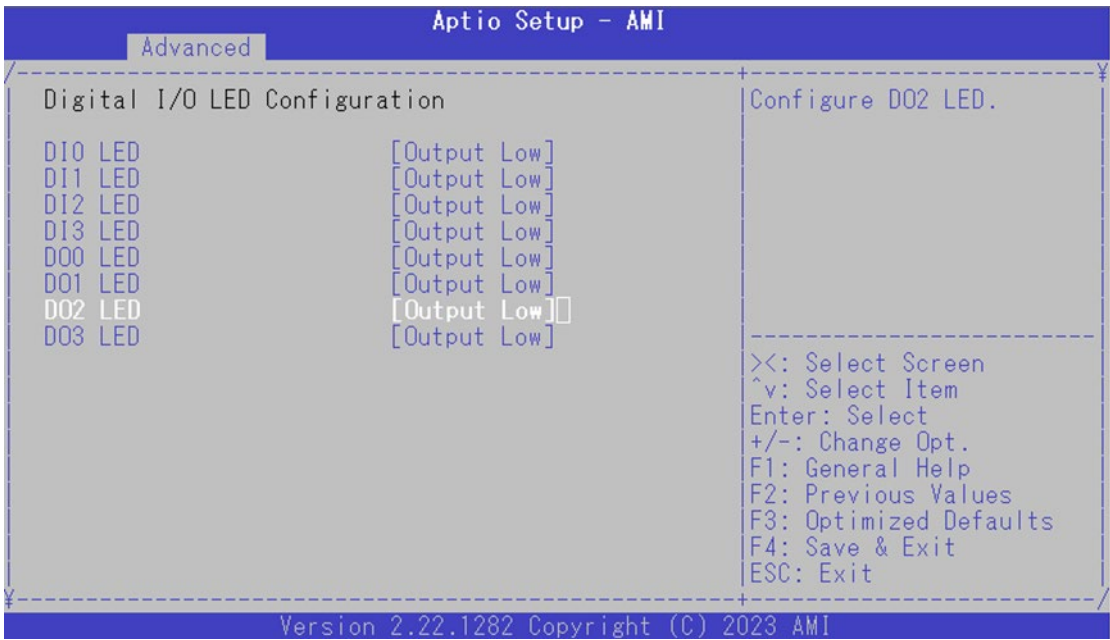 Aptio Setup - AMI
Advanced
Digital I/O LED Configuration
Configure DO2 LED.
DI0 LED [Output Low]
DI1 LED [Output Low]
DI2 LED [Output Low]
DI3 LED [Output Low]
DO0 LED [Output Low]
DO1 LED [Output Low]
DO2 LED [Output Low]
DO3 LED [Output Low]
><: Select Screen
^v: Select Item
Enter: Select
+/-: Change Opt.
F1: General Help
F2: Previous Values
F3: Optimized Defaults
F4: Save & Exit
ESC: Exit
Version 2.22.1282 Copyright (C) 2023 AMI